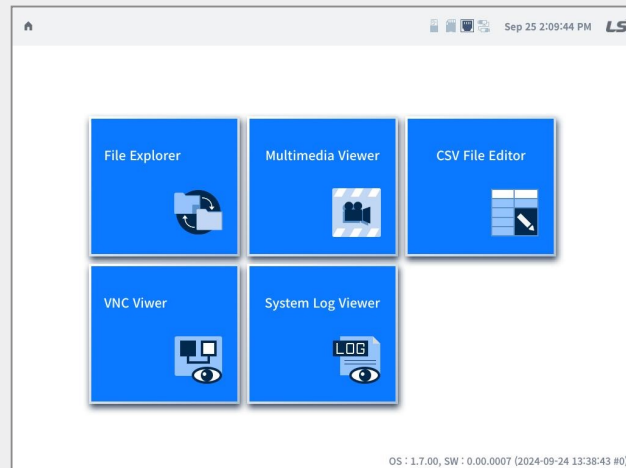 Sep 25 2:09:44 PM LS
File Explorer
Multimedia Viewer
CSV File Editor
VNC Viwer
System Log Viewer
LOG
OS : 1.7.00, SW : 0.00.0007 (2024-09-24 13:38:43 #0)